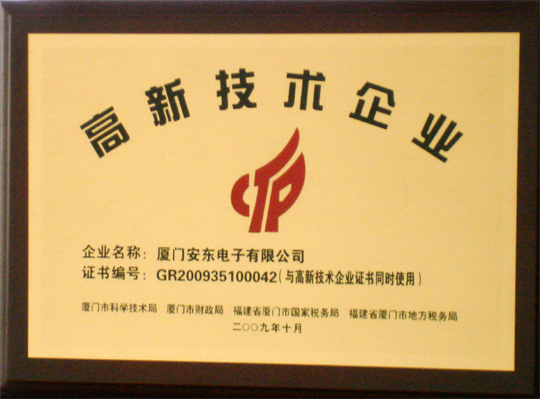 高新技术企业
CTP
企业名称：厦门安东电子有限公司
证书编号：GR200935100042（与高新技术企业证书同时使用）
厦门市科学技术局 厦门市财政局 福建省厦门市国家税务局 福建省厦门市地方税务局
二〇〇九年十月